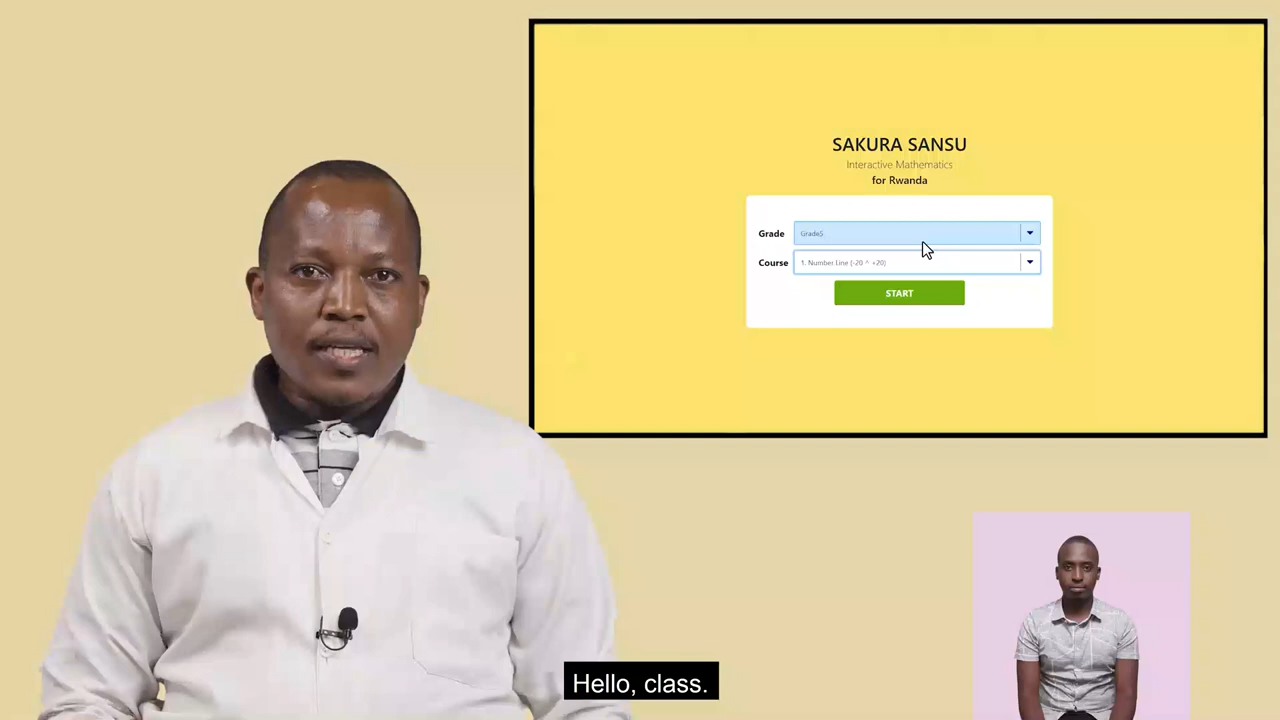 SAKURA SANSU
Interactive Mathematics
for Rwanda
Grade Grade5
Course 1. Number Line (-20 ^ +20)
START
Hello, class.